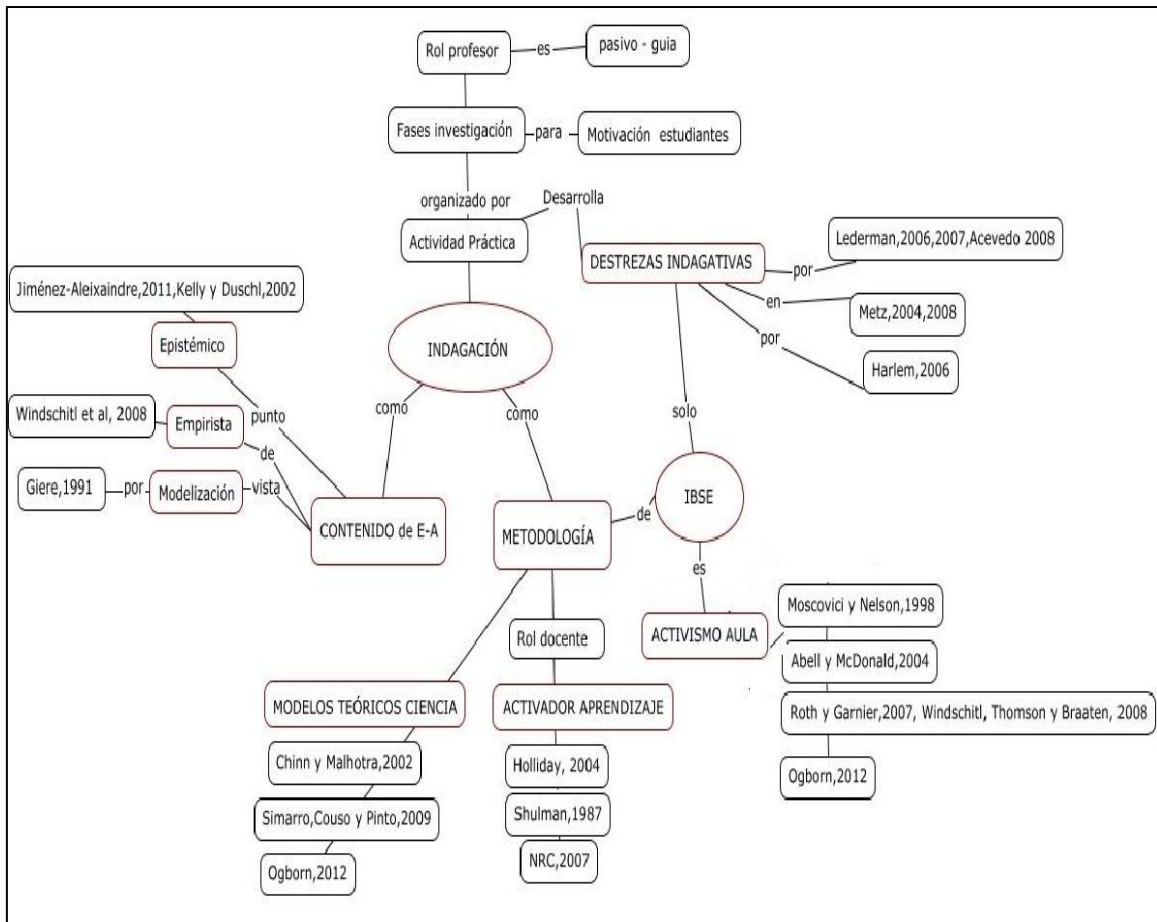 Rol profesor
es
pasivo - guia
Fases investigación
para
Motivación estudiantes
organizado por
Desarrolla
Actividad Práctica
DESTREZAS INDAGATIVAS
por
Lederman,2006,2007,Acevedo 2008
en
Metz,2004,2008
por
Harlem,2006
Jiménez-Aleixaindre,2011,Kelly y Duschl,2002
Epistémico
INDAGACIÓN
Windschitl et al, 2008
Empirista
punto
de
Giere,1991
por
Modelización
vista
como
como
solo
CONTENIDO de E-A
METODOLOGÍA
de
IBSE
es
ACTIVISMO AULA
Moscovici y Nelson,1998
Abell y McDonald,2004
Roth y Garnier,2007, Windschitl, Thomson y Braaten, 2008
Ogborn,2012
Rol docente
MODELOS TEÓRICOS CIENCIA
ACTIVADOR APRENDIZAJE
Chinn y Malhotra,2002
Holliday, 2004
Simarro,Couso y Pinto,2009
Shulman,1987
Ogborn,2012
NRC,2007